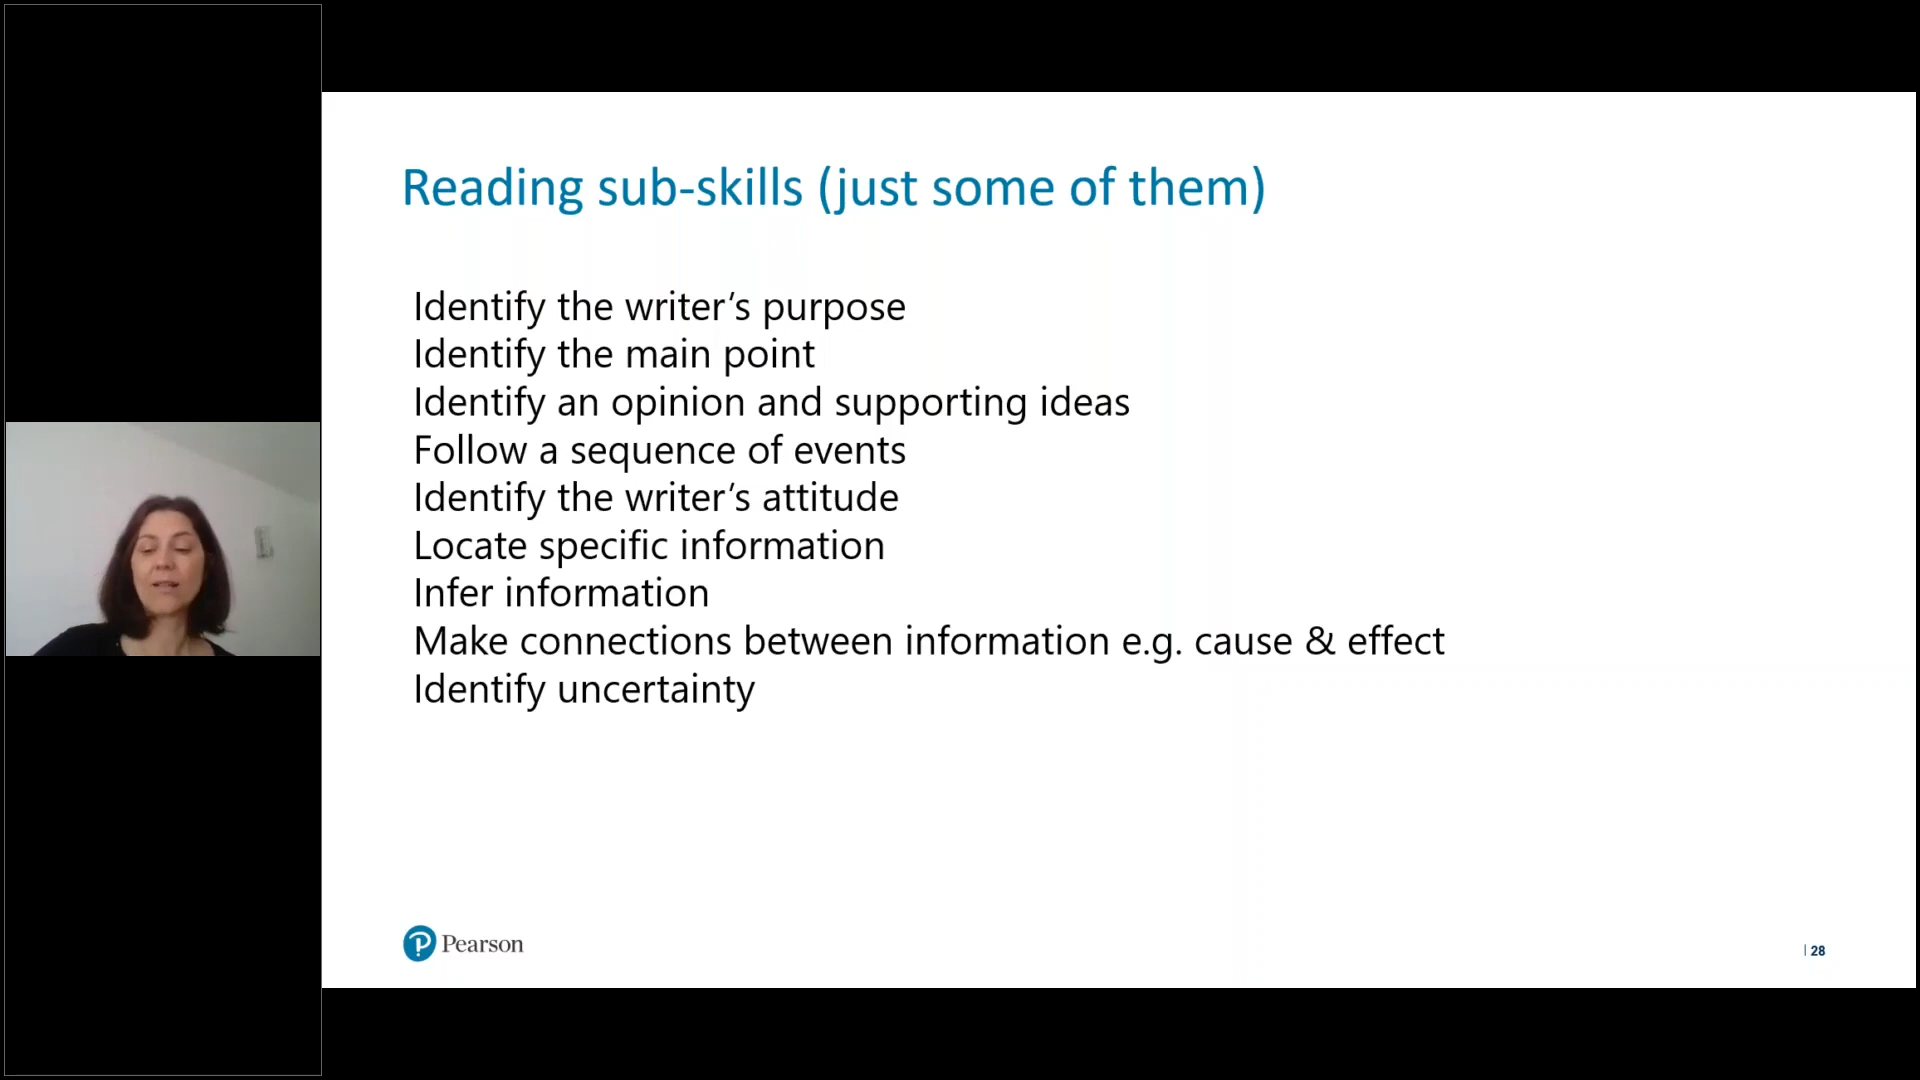 Reading sub-skills (just some of them)
Identify the writer’s purpose
Identify the main point
Identify an opinion and supporting ideas
Follow a sequence of events
Identify the writer’s attitude
Locate specific information
Infer information
Make connections between information e.g. cause & effect
Identify uncertainty
Pearson
| 28